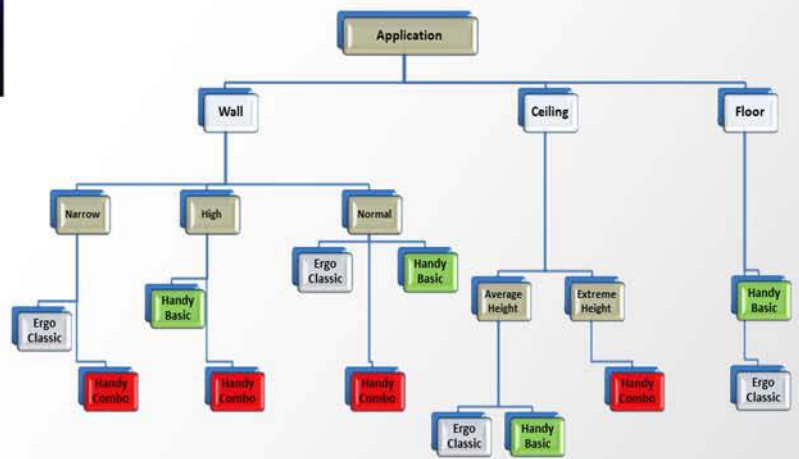 Application
Wall
Ceiling
Floor
Narrow
High
Normal
Ergo
Classic
Handy
Basic
Handy
Basic
Average
Height
Extreme
Height
Handy
Basic
Ergo
Classic
Handy
Combo
Handy
Combo
Handy
Combo
Handy
Combo
Ergo
Classic
Ergo
Classic
Handy
Basic